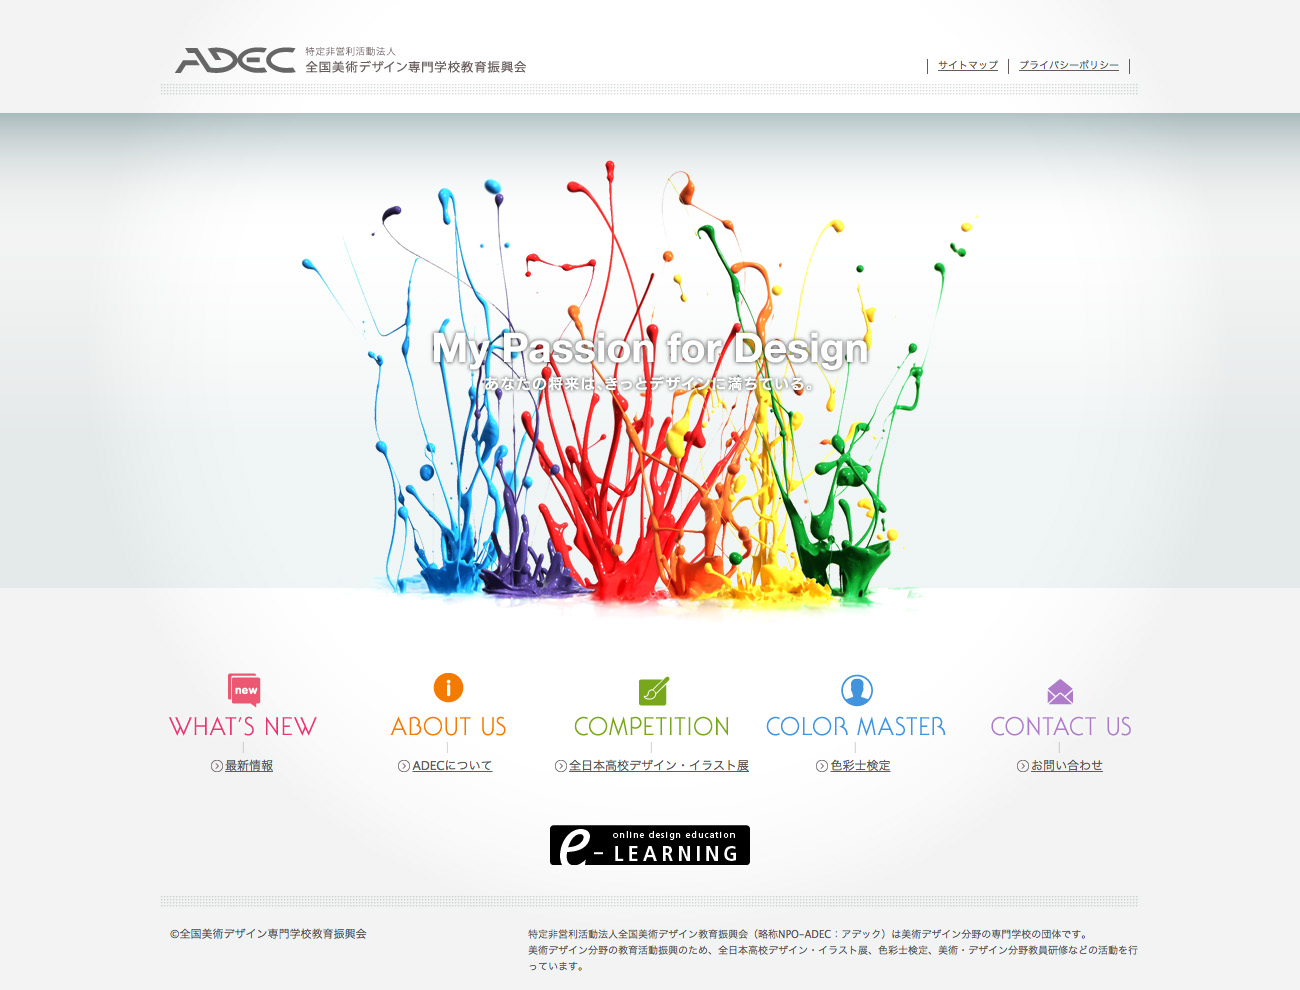 ADEC 特定非営利活動法人
全国美術デザイン専門学校教育振興会
サイトマップ
プライバシーポリシー
My Passion for Design
あなたの将来は、きっとデザインに満ちている。
new
WHAT'S NEW
最新情報
i
ABOUT US
ADECについて
COMPETITION
全日本高校デザイン・イラスト展
COLOR MASTER
色彩士検定
CONTACT US
お問い合わせ
online design education
e-LEARNING
©全国美術デザイン専門学校教育振興会
特定非営利活動法人全国美術デザイン教育振興会（略称NPO-ADEC：アデック）は美術デザイン分野の専門学校の団体です。
美術デザイン分野の教育活動振興のため、全日本高校デザイン・イラスト展、色彩士検定、美術・デザイン分野教員研修などの活動を行
っています。